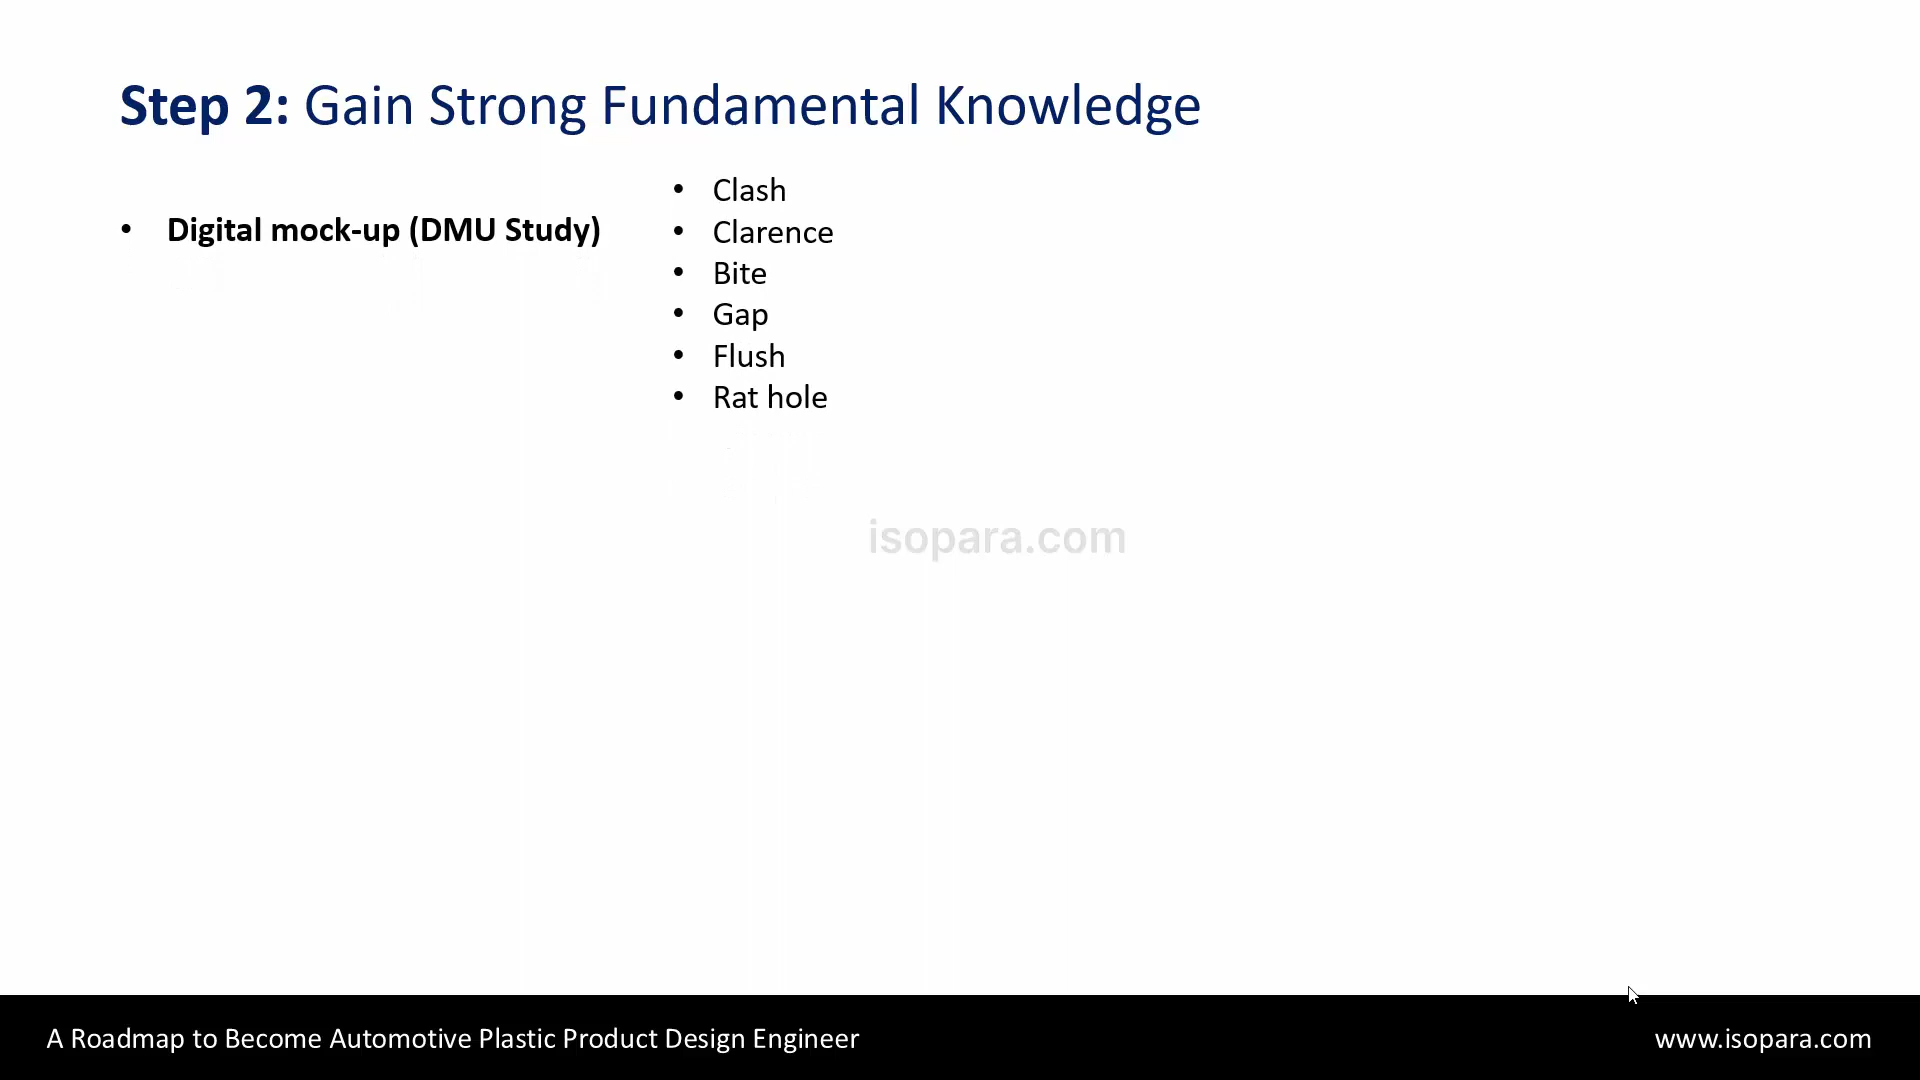 Step 2: Gain Strong Fundamental Knowledge
• Digital mock-up (DMU Study)
• Clash
• Clarence
• Bite
• Gap
• Flush
• Rat hole
isopara.com
A Roadmap to Become Automotive Plastic Product Design Engineer
www.isopara.com